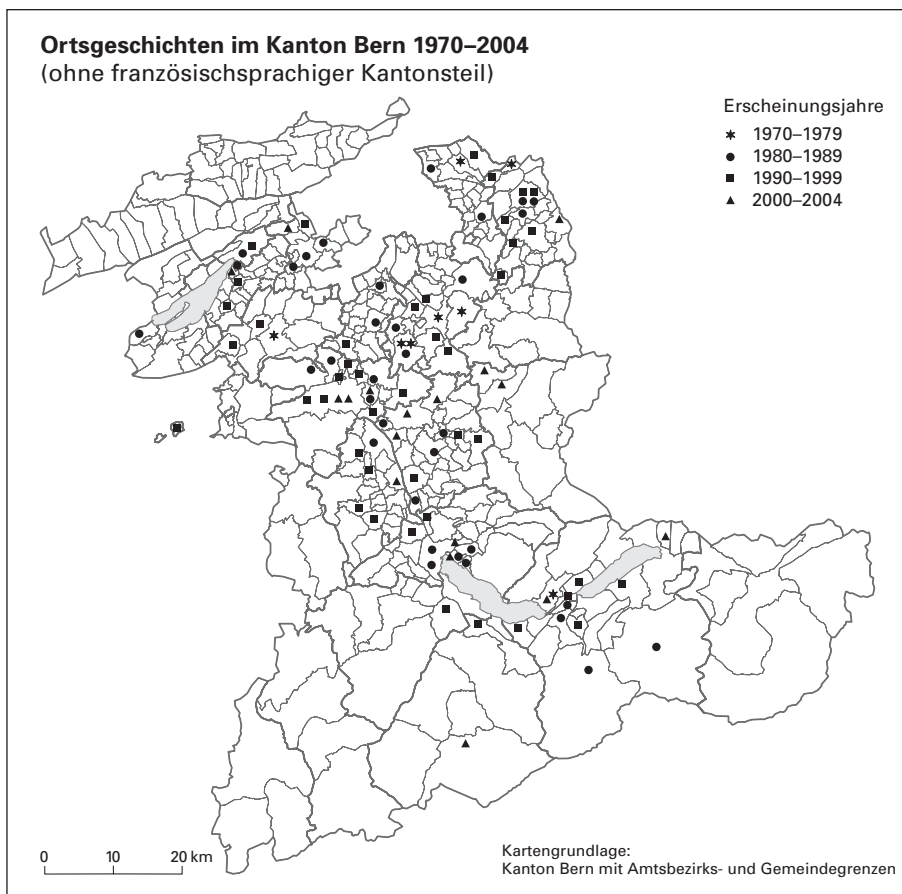 Ortsgeschichten im Kanton Bern 1970–2004
(ohne französischsprachiger Kantonsteil)
Erscheinungsjahre
1970–1979
1980–1989
1990–1999
2000–2004
0 10 20 km
Kartengrundlage:
Kanton Bern mit Amtsbezirks- und Gemeindegrenzen